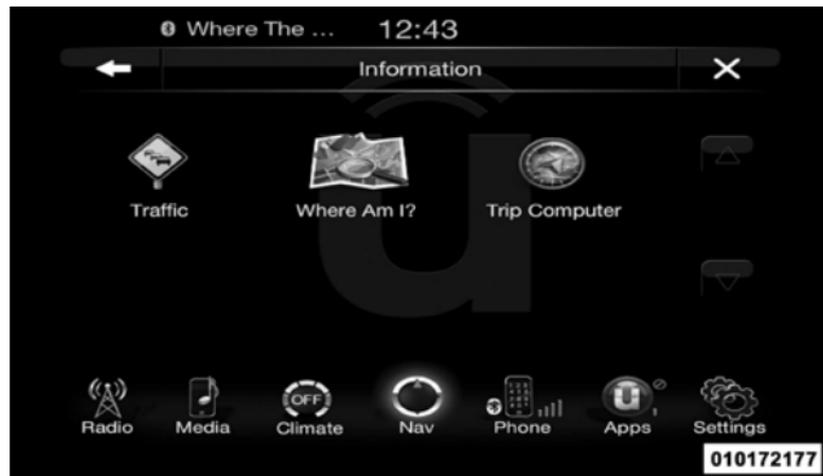 Where The ... 12:43
Information
Traffic Where Am I? Trip Computer
OFF
Radio Media Climate Nav Phone Apps Settings
010172177